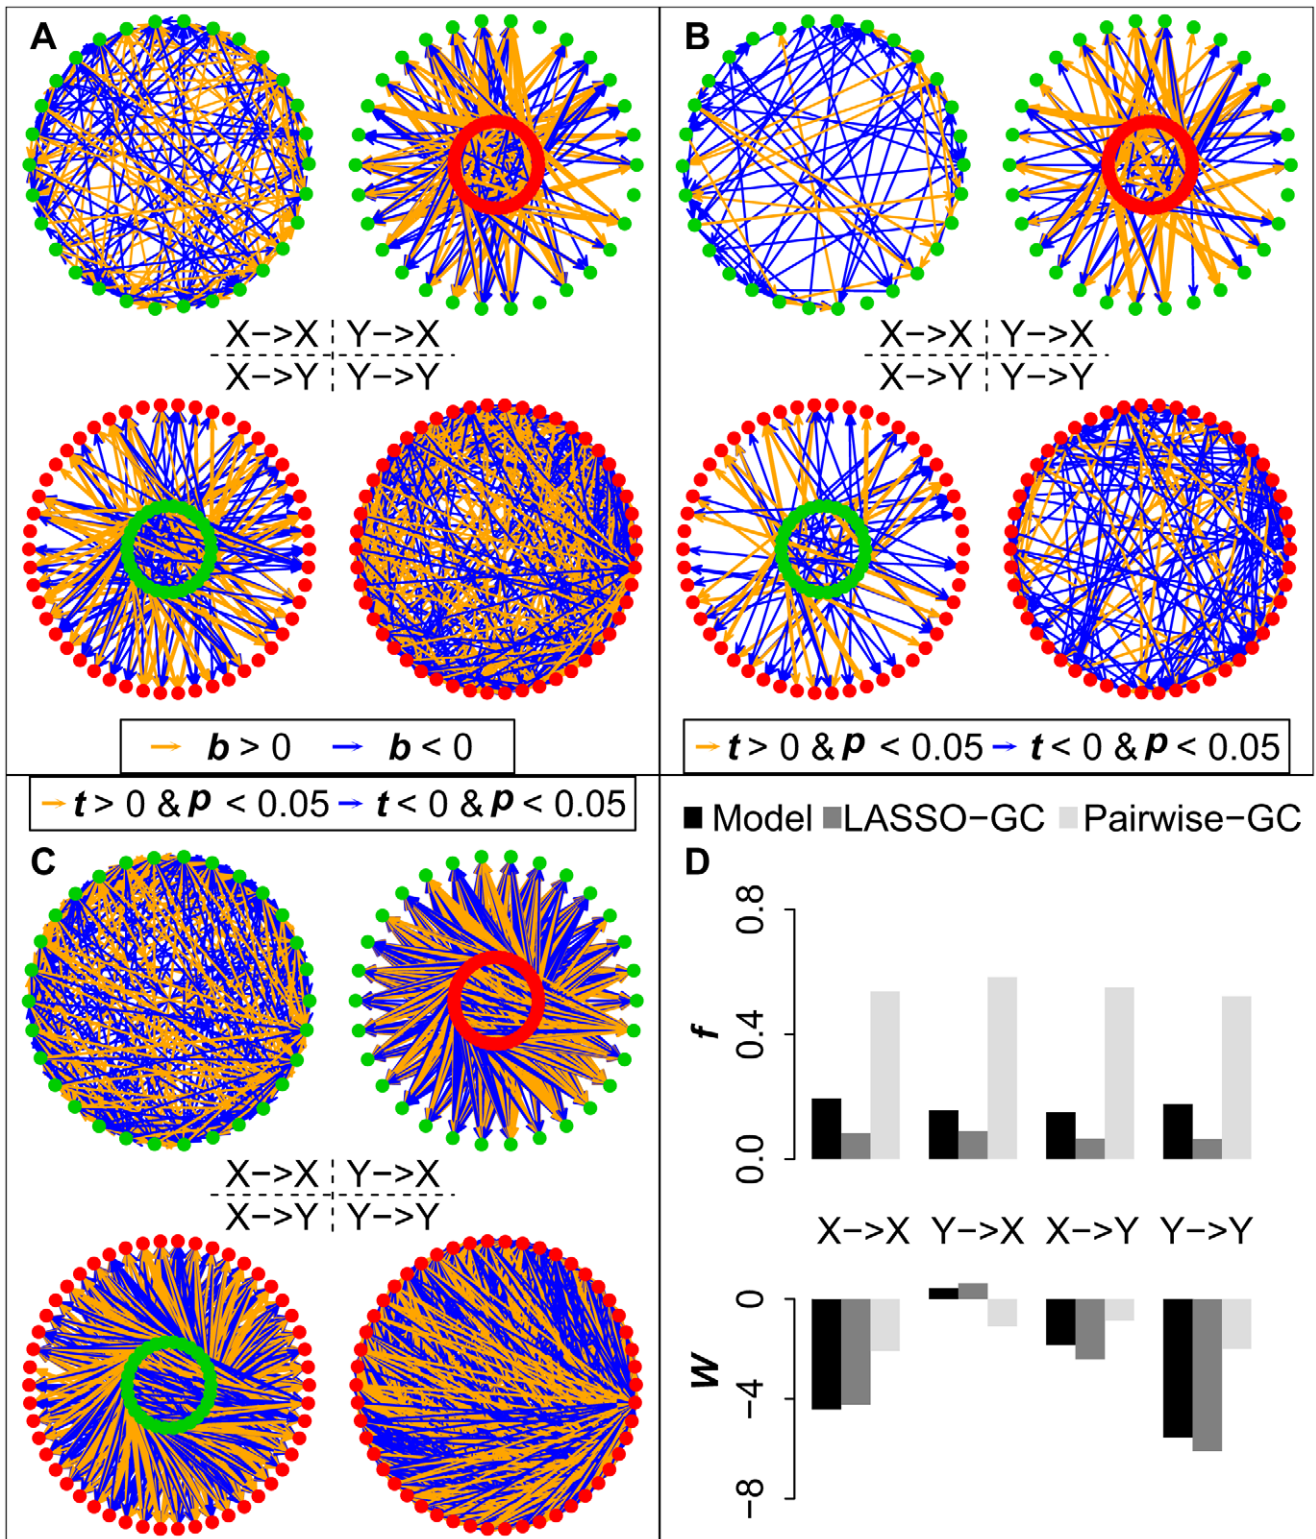 A
X−>X Y−>X
X−>Y Y−>Y
b > 0 b < 0
B
X−>X Y−>X
X−>Y Y−>Y
t > 0 & p < 0.05 t < 0 & p < 0.05
t > 0 & p < 0.05 t < 0 & p < 0.05
C
X−>X Y−>X
X−>Y Y−>Y
Model LASSO−GC Pairwise−GC
D
0.8
0.4
0.0
f
X−>X Y−>X X−>Y Y−>Y
0
−4
−8
W